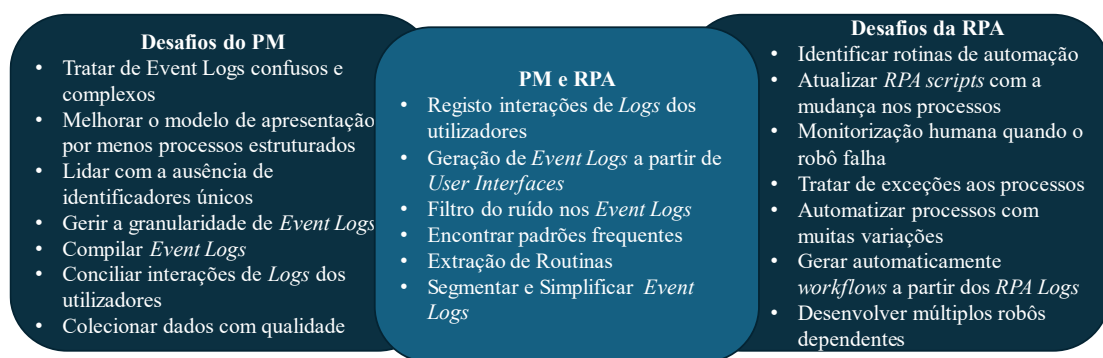 Desafios do PM
• Tratar de Event Logs confusos e
complexos
• Melhorar o modelo de apresentação
por menos processos estruturados
• Lidar com a ausência de
identificadores únicos
• Gerir a granularidade de Event Logs
• Compilar Event Logs
• Conciliar interações de Logs dos
utilizadores
• Colecionar dados com qualidade
PM e RPA
• Registo interações de Logs dos
utilizadores
• Geração de Event Logs a partir de
User Interfaces
• Filtro do ruído nos Event Logs
• Encontrar padrões frequentes
• Extração de Routinas
• Segmentar e Simplificar Event
Logs
Desafios da RPA
• Identificar rotinas de automação
• Atualizar RPA scripts com a
mudança nos processos
• Monitorização humana quando o
robô falha
• Tratar de exceções aos processos
• Automatizar processos com
muitas variações
• Gerar automaticamente
workflows a partir dos RPA Logs
• Desenvolver múltiplos robôs
dependentes